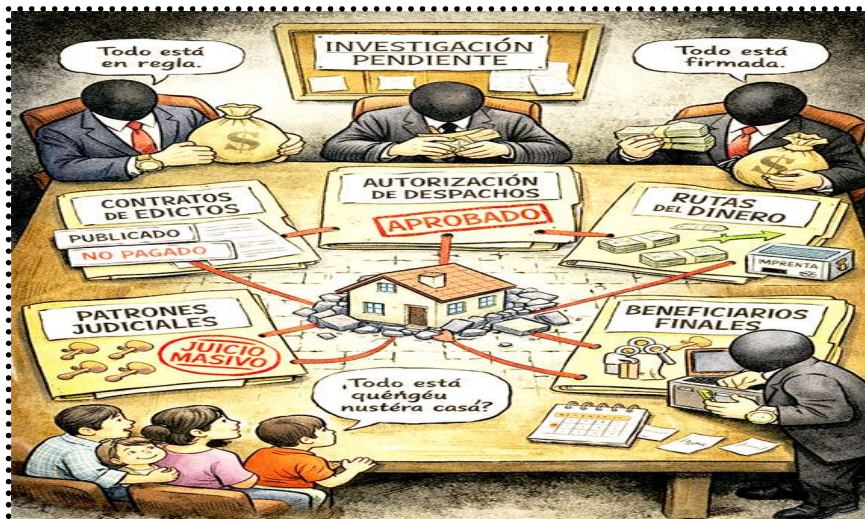 Todo está
en regla.
INVESTIGACIÓN
PENDIENTE
Todo está
firmada.
CONTRATOS
DE EDICTOS
PUBLICADO
NO PAGADO
AUTORIZACIÓN
DE DESPACHOS
APROBADO
RUTAS
DEL DINERO
IMPRENTA
PATRONES
JUDICIALES
JUICIO
MASIVO
BENEFICIARIOS
FINALES
¿Todo está
quéñgéu
nustéra casá?